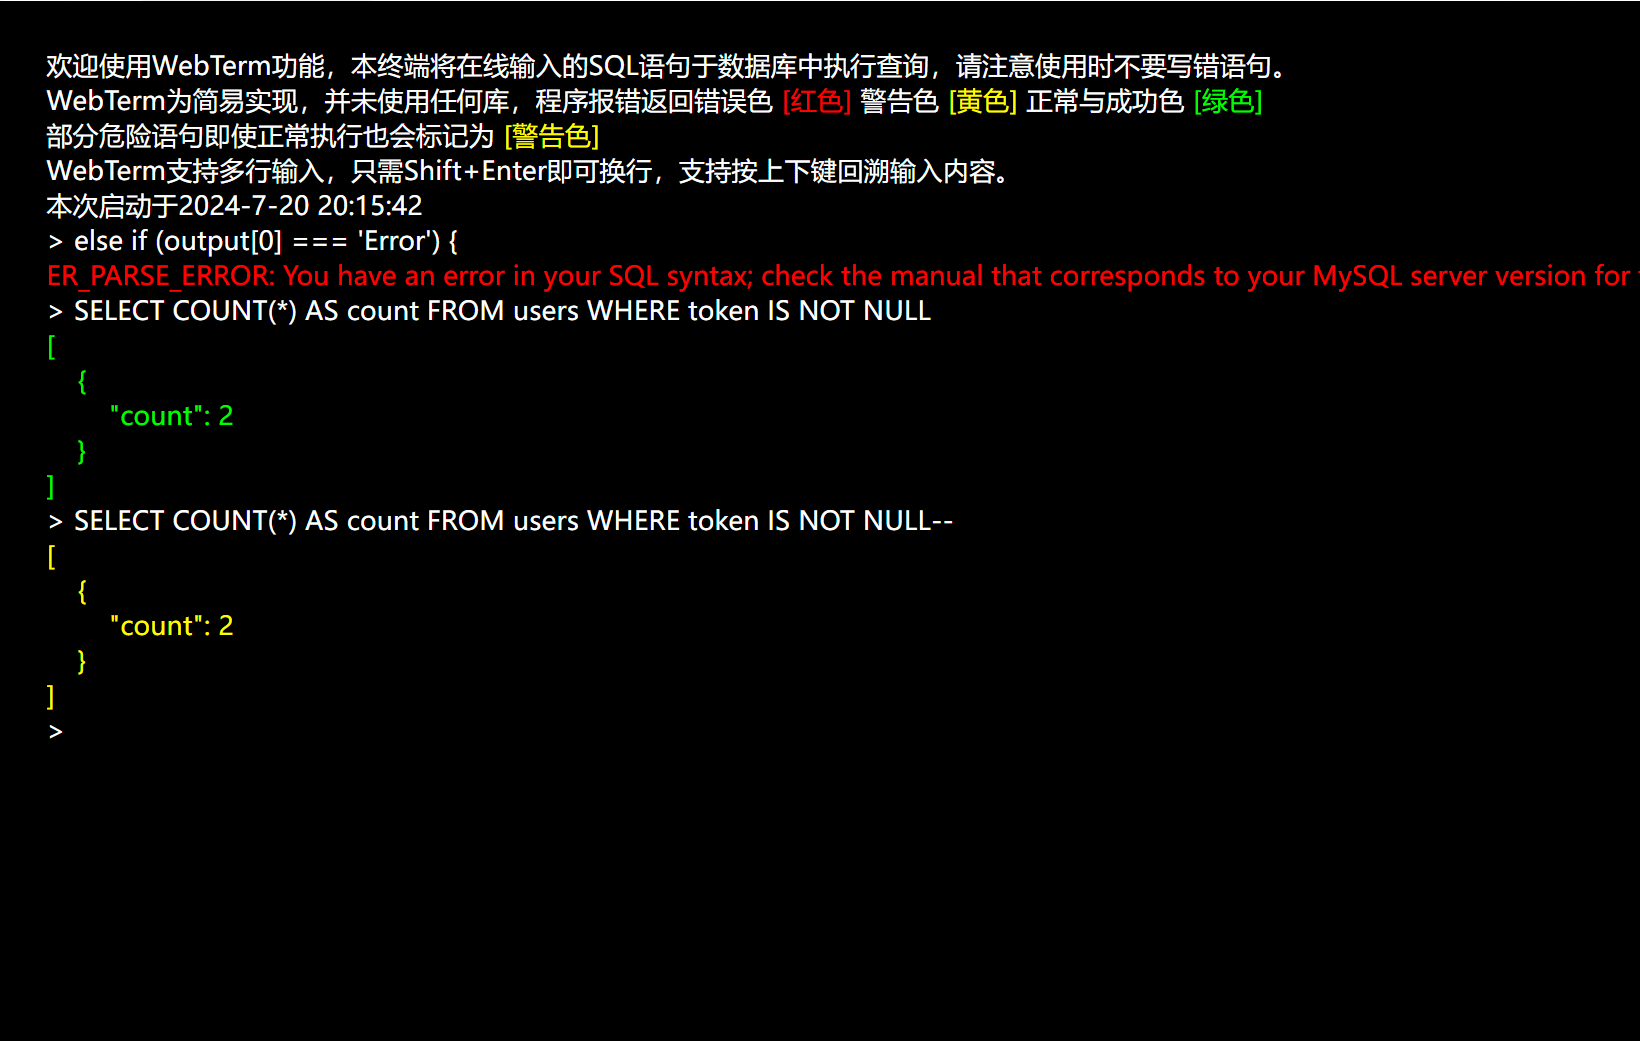 欢迎使用WebTerm功能，本终端将在线输入的SQL语句于数据库中执行查询，请注意使用时不要写错语句。
WebTerm为简易实现，并未使用任何库，程序报错返回错误色 [红色] 警告色 [黄色] 正常与成功色 [绿色]
部分危险语句即使正常执行也会标记为 [警告色]
WebTerm支持多行输入，只需Shift+Enter即可换行，支持按上下键回溯输入内容。
本次启动于2024-7-20 20:15:42
> else if (output[0] === 'Error') {
ER_PARSE_ERROR: You have an error in your SQL syntax; check the manual that corresponds to your MySQL server version for
> SELECT COUNT(*) AS count FROM users WHERE token IS NOT NULL
[
{
"count": 2
}
]
> SELECT COUNT(*) AS count FROM users WHERE token IS NOT NULL--
[
{
"count": 2
}
]
>